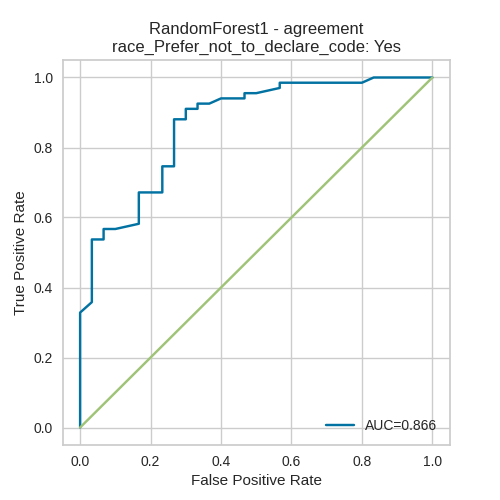 RandomForest1 - agreement
race_Prefer_not_to_declare_code: Yes
1.0
0.8
0.6
0.4
0.2
0.0
True Positive Rate
AUC=0.866
0.0 0.2 0.4 0.6 0.8 1.0
False Positive Rate